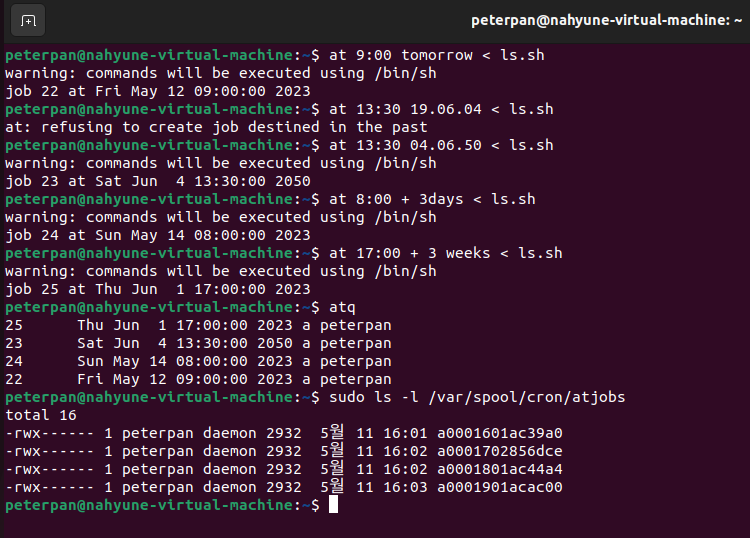 peterpan@nahyune-virtual-machine: ~
peterpan@nahyune-virtual-machine:~$ at 9:00 tomorrow < ls.sh
warning: commands will be executed using /bin/sh
job 22 at Fri May 12 09:00:00 2023
peterpan@nahyune-virtual-machine:~$ at 13:30 19.06.04 < ls.sh
at: refusing to create job destined in the past
peterpan@nahyune-virtual-machine:~$ at 13:30 04.06.50 < ls.sh
warning: commands will be executed using /bin/sh
job 23 at Sat Jun  4 13:30:00 2050
peterpan@nahyune-virtual-machine:~$ at 8:00 + 3days < ls.sh
warning: commands will be executed using /bin/sh
job 24 at Sun May 14 08:00:00 2023
peterpan@nahyune-virtual-machine:~$ at 17:00 + 3 weeks < ls.sh
warning: commands will be executed using /bin/sh
job 25 at Thu Jun  1 17:00:00 2023
peterpan@nahyune-virtual-machine:~$ atq
25      Thu Jun  1 17:00:00 2023 a peterpan
23      Sat Jun  4 13:30:00 2050 a peterpan
24      Sun May 14 08:00:00 2023 a peterpan
22      Fri May 12 09:00:00 2023 a peterpan
peterpan@nahyune-virtual-machine:~$ sudo ls -l /var/spool/cron/atjobs
total 16
-rwx------ 1 peterpan daemon 2932  5월 11 16:01 a0001601ac39a0
-rwx------ 1 peterpan daemon 2932  5월 11 16:02 a0001702856dce
-rwx------ 1 peterpan daemon 2932  5월 11 16:02 a0001801ac44a4
-rwx------ 1 peterpan daemon 2932  5월 11 16:03 a0001901acac00
peterpan@nahyune-virtual-machine:~$